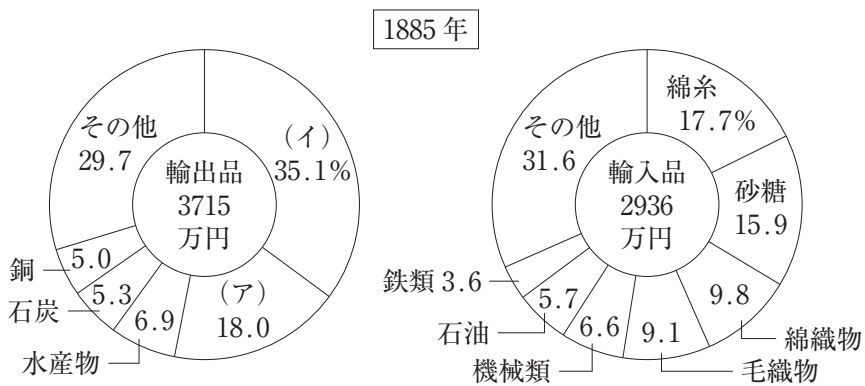 1885年
その他
29.7
(イ)
35.1%
輸出品
3715
万円
銅
5.0
石炭
5.3
水産物
6.9
(ア)
18.0
その他
31.6
綿糸
17.7%
砂糖
15.9
輸入品
2936
万円
鉄類 3.6
石油
5.7
機械類
6.6
9.1
毛織物
9.8
綿織物